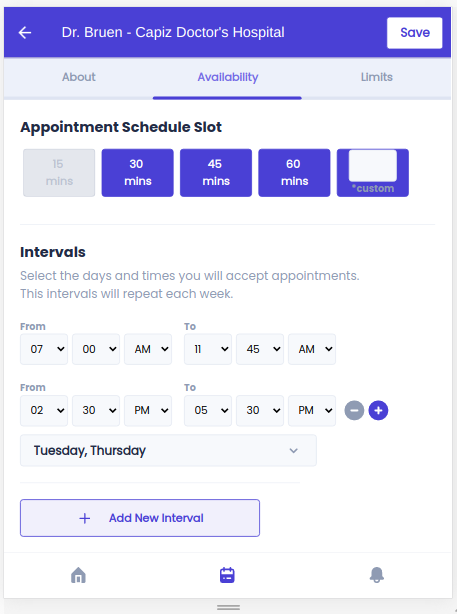 Dr. Bruen - Capiz Doctor's Hospital
Save
About Availability Limits
Appointment Schedule Slot
15 30 45 60
mins mins mins mins
*custom
Intervals
Select the days and times you will accept appointments.
This intervals will repeat each week.
From To
07 00 AM 11 45 AM
From To
02 30 PM 05 30 PM
Tuesday, Thursday
+ Add New Interval